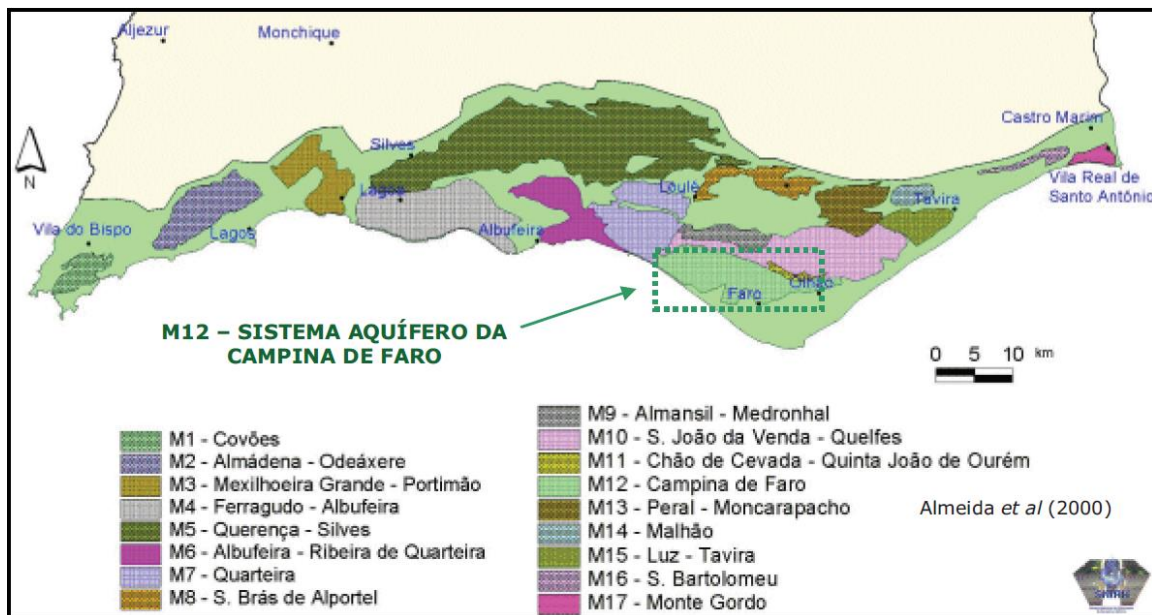 Aljezur
Monchique
Castro Marim
Silves
N
Lagoa
Loulé
Tavira
Vila Real de
Santo António
Vila do Bispo
Lagos
Albufeira
Olhão
Faro
M12 – SISTEMA AQUÍFERO DA
CAMPINA DE FARO
0 5 10 km
M1 - Covões
M2 - Almádena - Odeáxere
M3 - Mexilhoeira Grande - Portimão
M4 - Ferragudo - Albufeira
M5 - Querença - Silves
M6 - Albufeira - Ribeira de Quarteira
M7 - Quarteira
M8 - S. Brás de Alportel
M9 - Almansil - Medronhal
M10 - S. João da Venda - Quelfes
M11 - Chão de Cevada - Quinta João de Ourém
M12 - Campina de Faro
M13 - Peral - Moncarapacho
M14 - Malhão
M15 - Luz - Tavira
M16 - S. Bartolomeu
M17 - Monte Gordo
Almeida et al (2000)
SNIRH